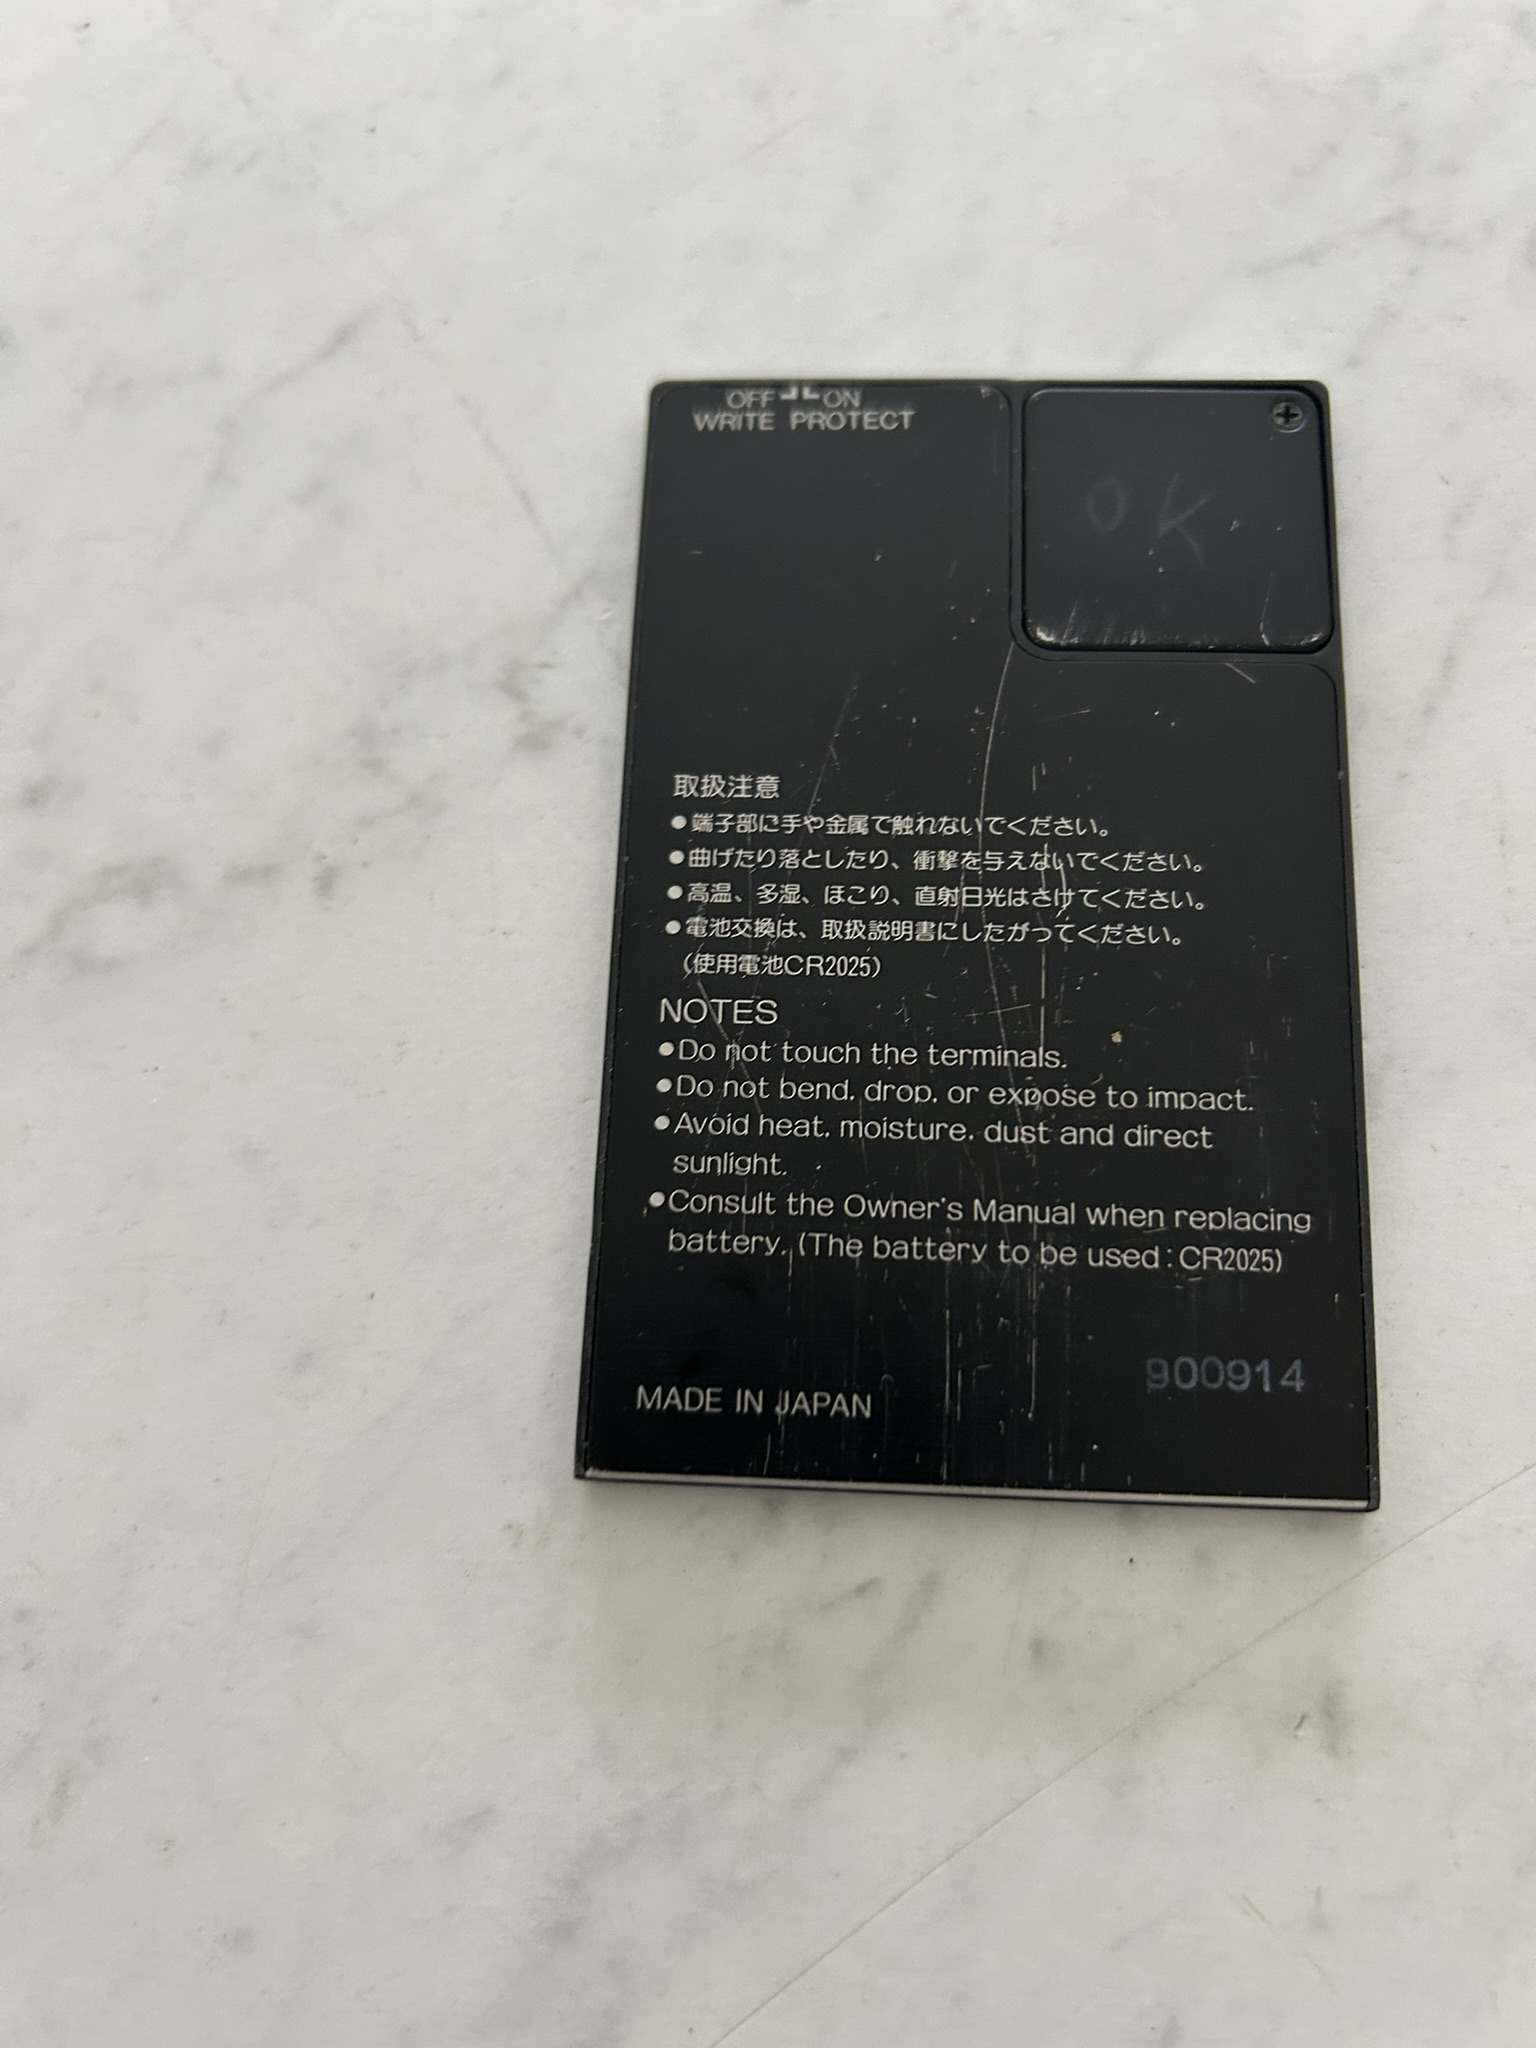 OFF ON
WRITE PROTECT
OK
取扱注意
●端子部に手や金属で触れないでください。
●曲げたり落としたり、衝撃を与えないでください。
●高温、多湿、ほこり、直射日光はさけてください。
●電池交換は、取扱説明書にしたがってください。
(使用電池CR2025)
NOTES
●Do not touch the terminals.
●Do not bend, drop, or expose to impact.
●Avoid heat, moisture, dust and direct
sunlight.
●Consult the Owner's Manual when replacing
battery. (The battery to be used : CR2025)
900914
MADE IN JAPAN